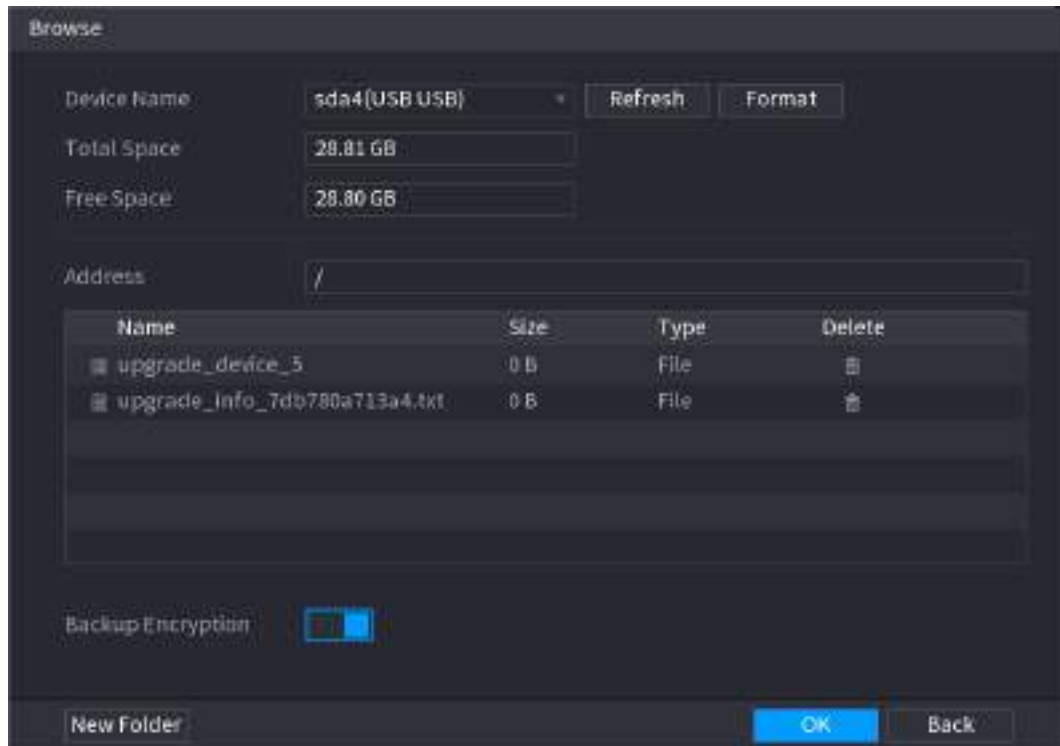 Browse
Device Name sda4(USB USB) Refresh Format
Total Space 28.81 GB
Free Space 28.80 GB
Address /
Name Size Type Delete
upgrade_device_5 0 B File
upgrade_info_7db780a713a4.txt 0 B File
Backup Encryption
New Folder OK Back